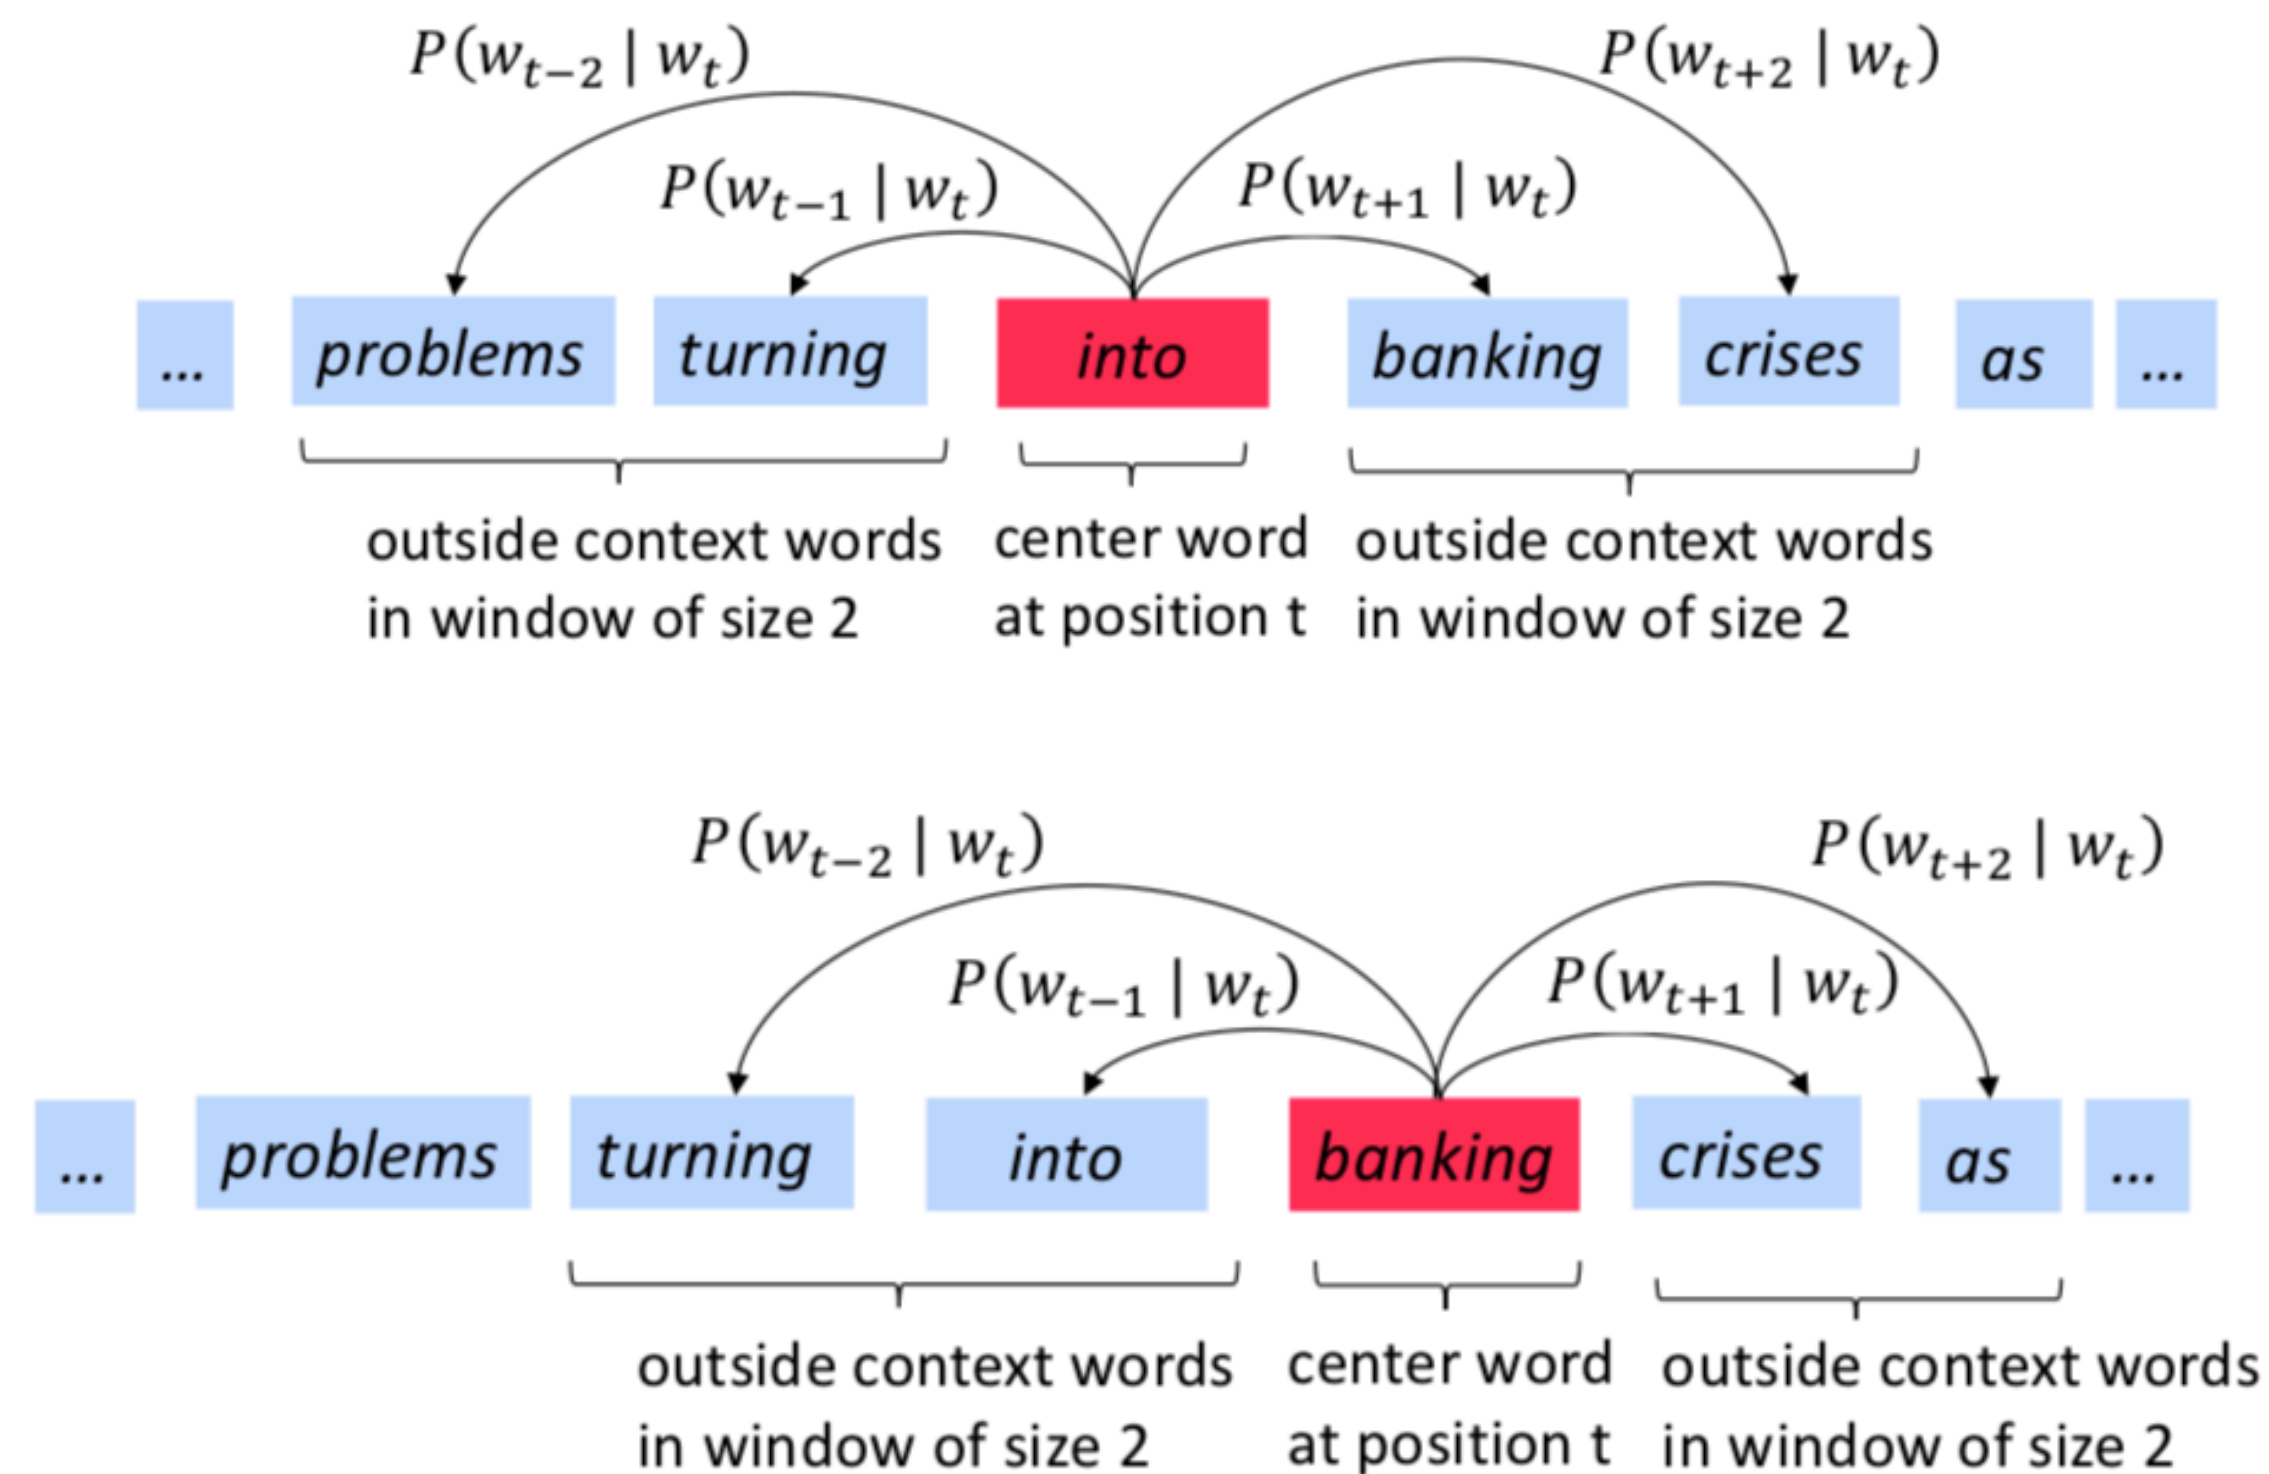 P(w_{t−2} | w_t)
P(w_{t+2} | w_t)
P(w_{t−1} | w_t)
P(w_{t+1} | w_t)
... problems turning into banking crises as ...
outside context words
in window of size 2
center word
at position t
outside context words
in window of size 2
P(w_{t−2} | w_t)
P(w_{t+2} | w_t)
P(w_{t−1} | w_t)
P(w_{t+1} | w_t)
... problems turning into banking crises as ...
outside context words
in window of size 2
center word
at position t
outside context words
in window of size 2